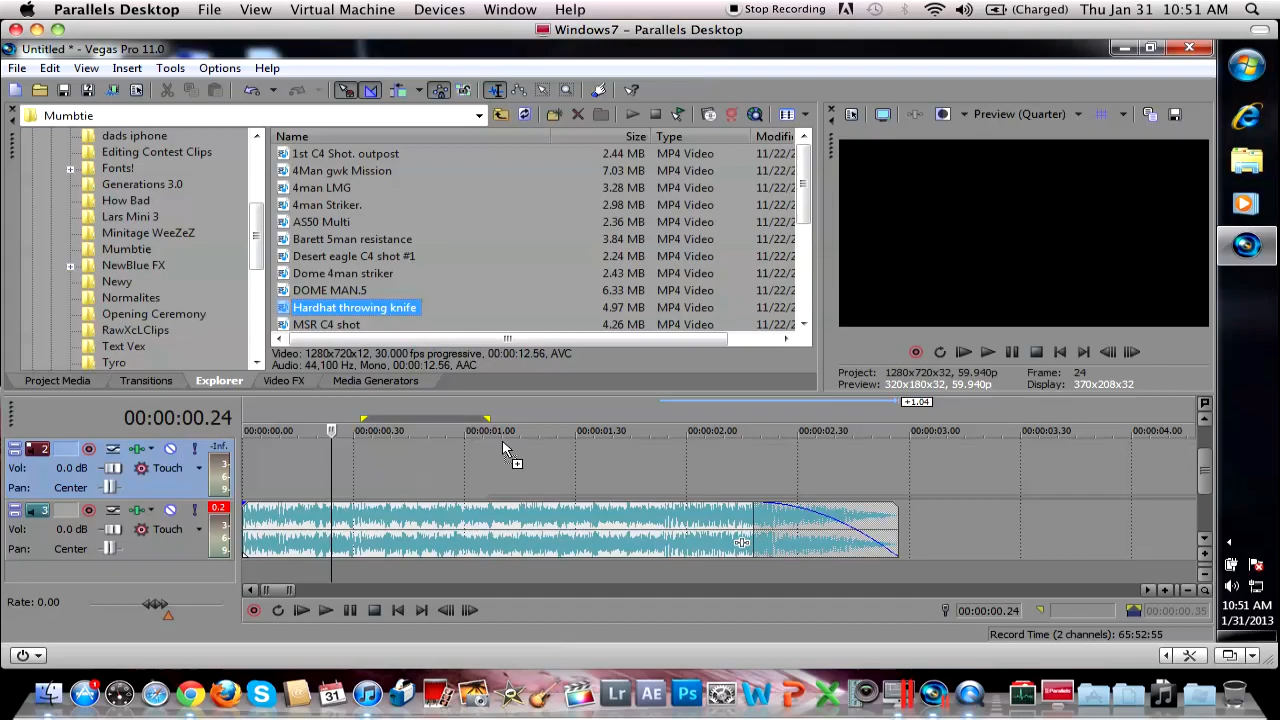 Parallels Desktop File View Virtual Machine Devices Window Help Stop Recording (Charged) Thu Jan 31 10:51 AM
Windows7 - Parallels Desktop
Untitled * - Vegas Pro 11.0
File Edit View Insert Tools Options Help
Mumbtie
Preview (Quarter)
dads iphone
Editing Contest Clips
Fonts!
Generations 3.0
How Bad
Lars Mini 3
Minitage WeeZeZ
Mumbtie
NewBlue FX
Newy
Normalites
Opening Ceremony
RawXcLClips
Text Vex
Tyro
Name Size Type Modifi
1st C4 Shot. outpost 2.44 MB MP4 Video 11/22/2
4Man gwk Mission 7.03 MB MP4 Video 11/22/2
4man LMG 3.28 MB MP4 Video 11/22/2
4man Striker. 2.98 MB MP4 Video 11/22/2
AS50 Multi 2.36 MB MP4 Video 11/22/2
Barett 5man resistance 3.84 MB MP4 Video 11/22/2
Desert eagle C4 shot #1 2.24 MB MP4 Video 11/22/2
Dome 4man striker 2.43 MB MP4 Video 11/22/2
DOME MAN.5 6.33 MB MP4 Video 11/22/2
Hardhat throwing knife 4.97 MB MP4 Video 11/22/2
MSR C4 shot 4.26 MB MP4 Video 11/22/2
Video: 1280x720x12, 30.000 fps progressive, 00:00:12.56, AVC
Audio: 44,100 Hz, Mono, 00:00:12.56, AAC
Project Media Transitions Explorer Video FX Media Generators
Project: 1280x720x32, 59.940p Frame: 24
Preview: 320x180x32, 59.940p Display: 370x208x32
+1.04
00:00:00.24
00:00:00.00 00:00:00.30 00:00:01.00 00:00:01.30 00:00:02.00 00:00:02.30 00:00:03.00 00:00:03.30 00:00:04.00
2 -Inf.
Vol: 0.0 dB Touch
Pan: Center
3 0.2
Vol: 0.0 dB Touch
Pan: Center
Rate: 0.00
00:00:00.24 00:00:00.35
Record Time (2 channels): 65:52:55
10:51 AM
1/31/2013
31 Lr AE Ps